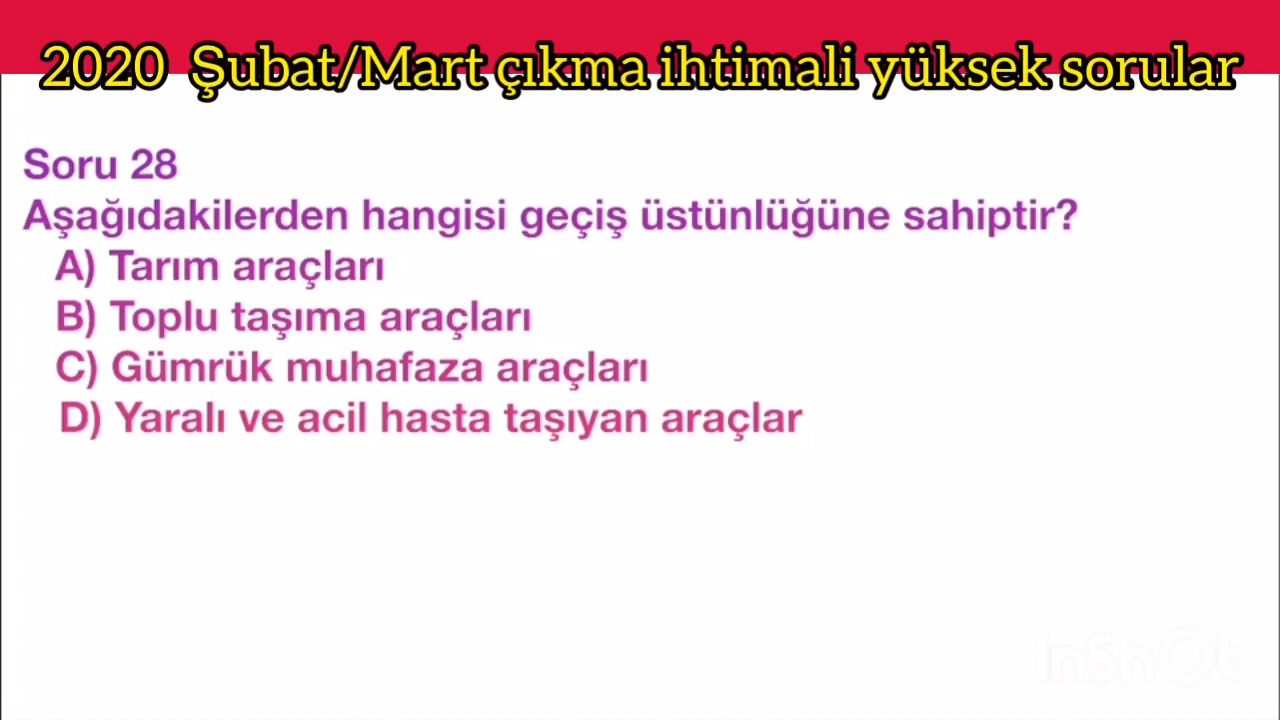 2020 Şubat/Mart çıkma ihtimali yüksek sorular
Soru 28
Aşağıdakilerden hangisi geçiş üstünlüğüne sahiptir?
A) Tarım araçları
B) Toplu taşıma araçları
C) Gümrük muhafaza araçları
D) Yaralı ve acil hasta taşıyan araçlar
InShOt